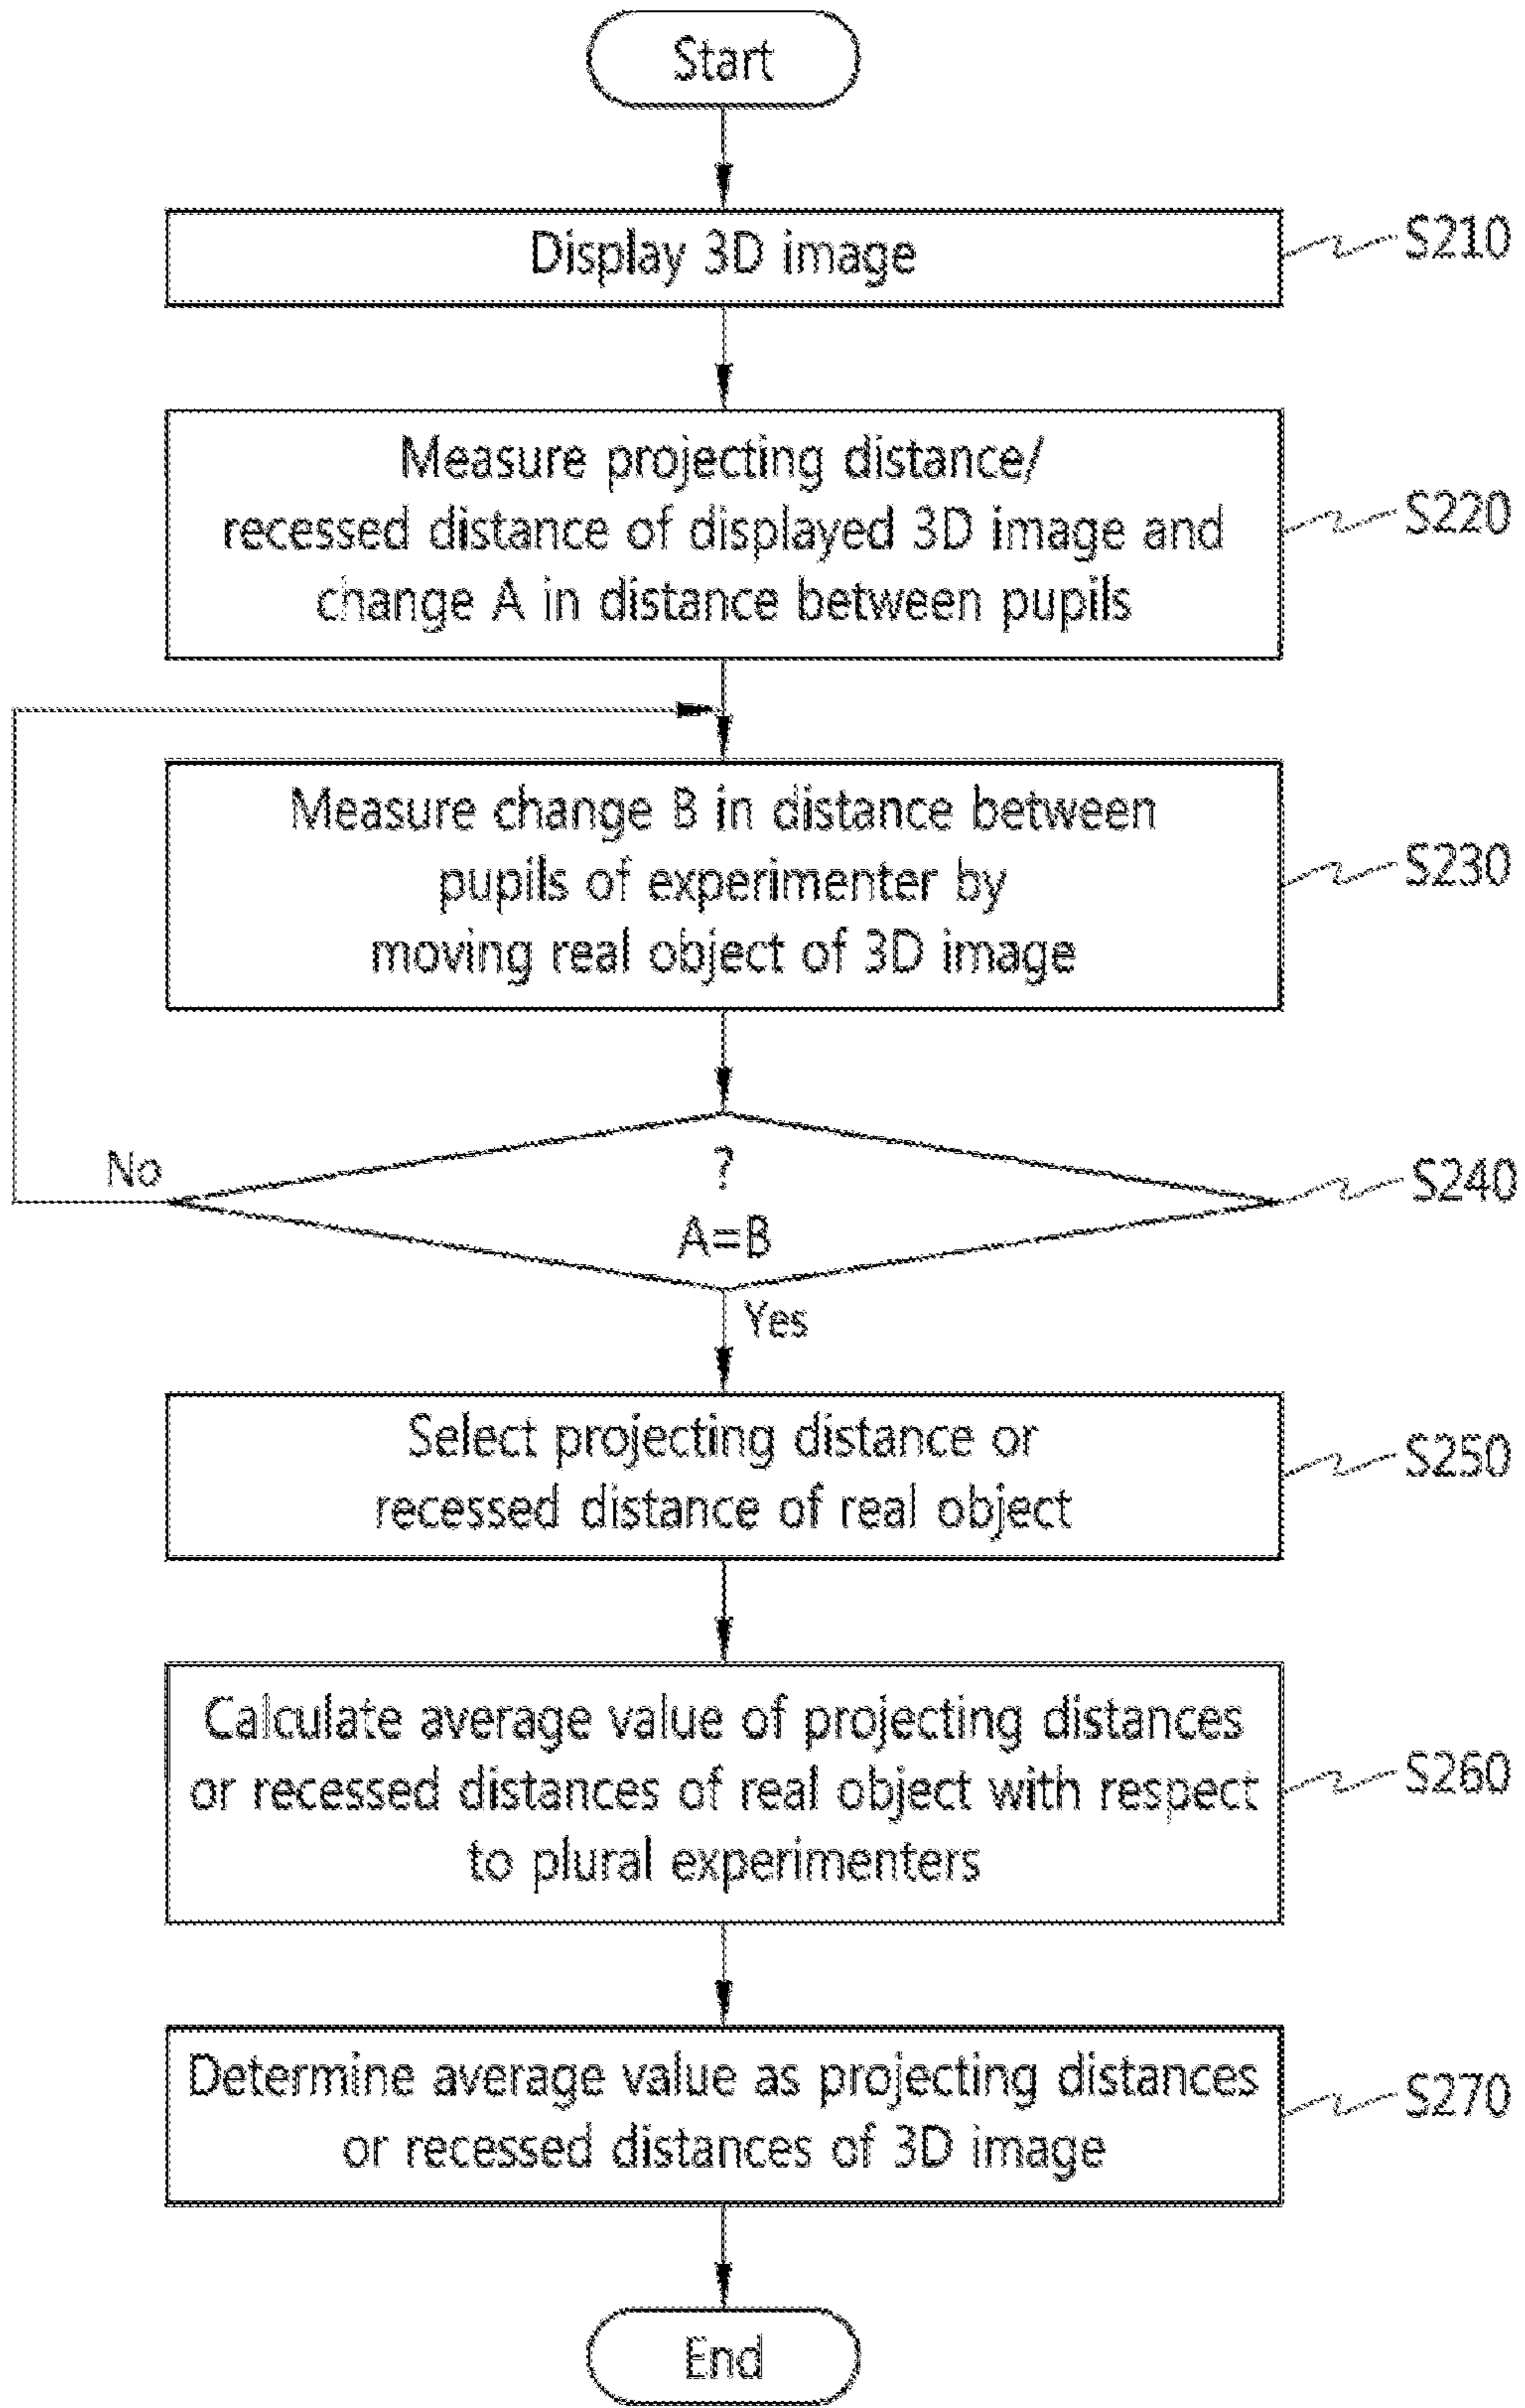 Start
Display 3D image
S210
Measure projecting distance/
recessed distance of displayed 3D image and
change A in distance between pupils
S220
Measure change B in distance between
pupils of experimenter by
moving real object of 3D image
S230
No
?
A=B
S240
Yes
Select projecting distance or
recessed distance of real object
S250
Calculate average value of projecting distances
or recessed distances of real object with respect
to plural experimenters
S260
Determine average value as projecting distances
or recessed distances of 3D image
S270
End